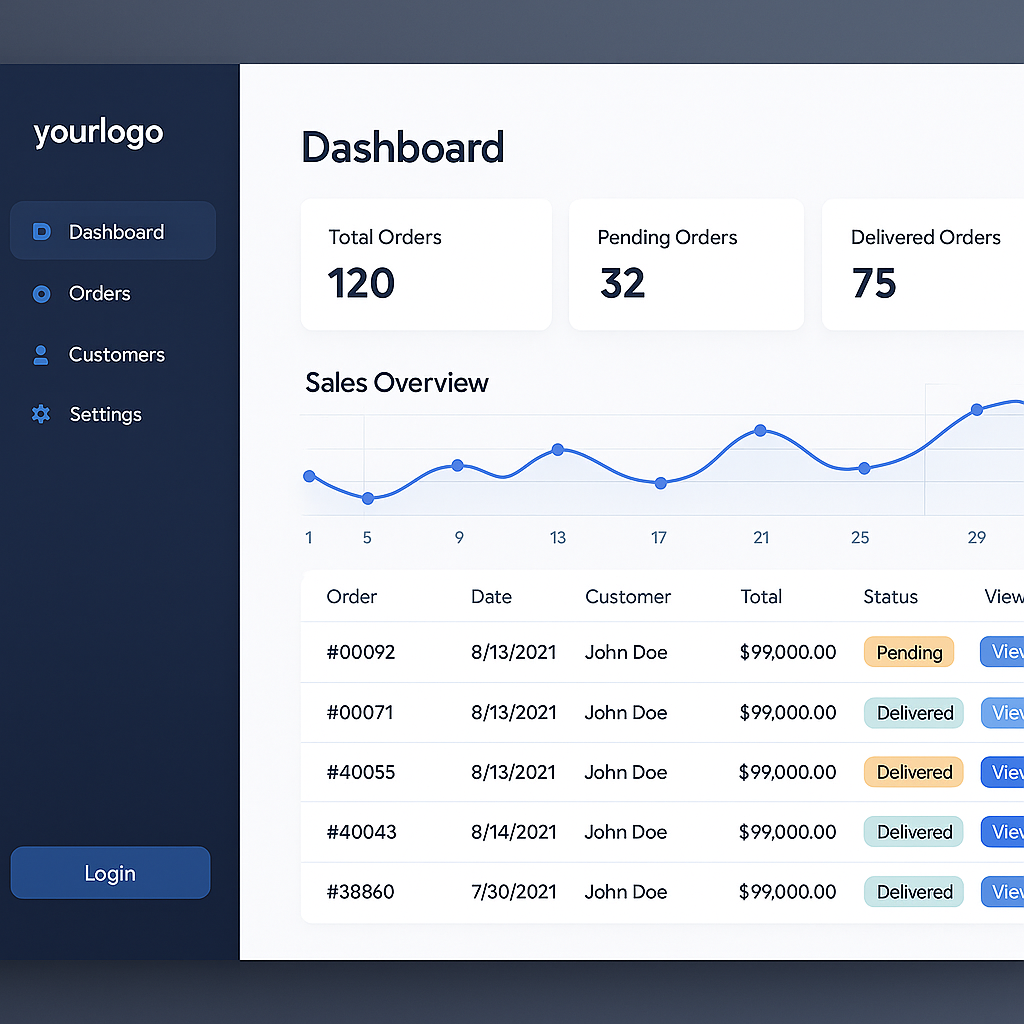 yourlogo
Dashboard
Orders
Customers
Settings
Login
Dashboard
Total Orders
120
Pending Orders
32
Delivered Orders
75
Sales Overview
1 5 9 13 17 21 25 29
Order Date Customer Total Status View
#00092 8/13/2021 John Doe $99,000.00 Pending View
#00071 8/13/2021 John Doe $99,000.00 Delivered View
#40055 8/13/2021 John Doe $99,000.00 Delivered View
#40043 8/14/2021 John Doe $99,000.00 Delivered View
#38860 7/30/2021 John Doe $99,000.00 Delivered View